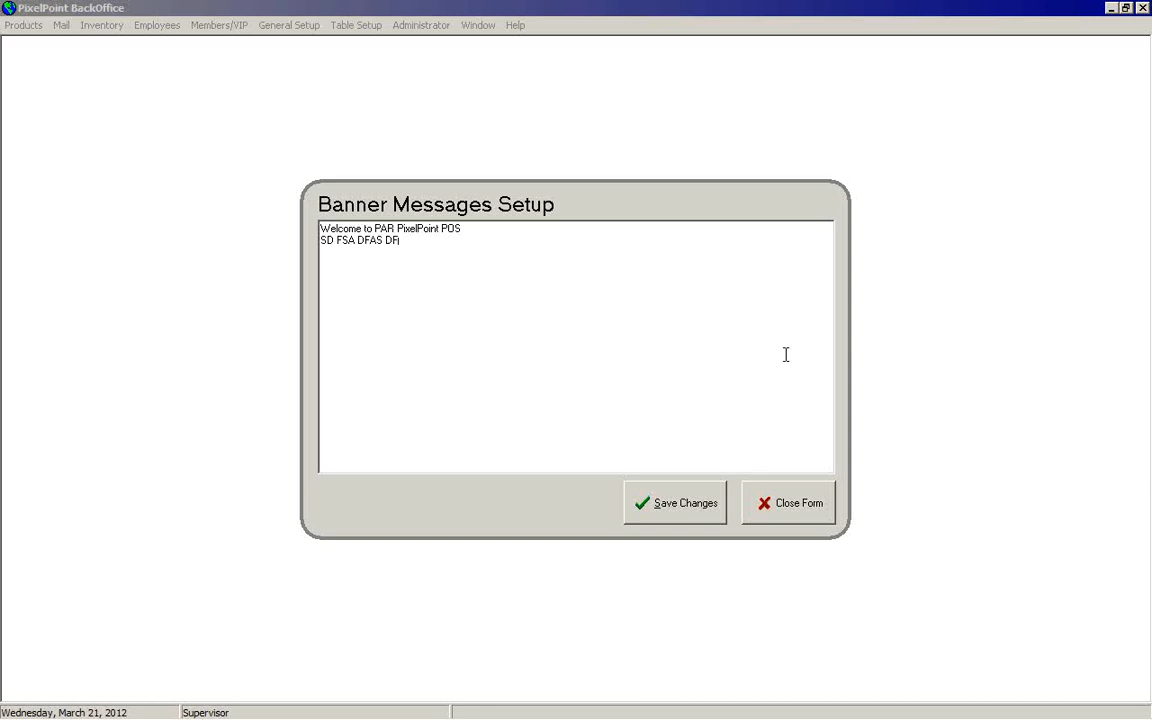 PixelPoint BackOffice
Products Mail Inventory Employees Members/VIP General Setup Table Setup Administrator Window Help
Banner Messages Setup
Welcome to PAR PixelPoint POS
SD FSA DFAS DF
Save Changes Close Form
Wednesday, March 21, 2012 Supervisor